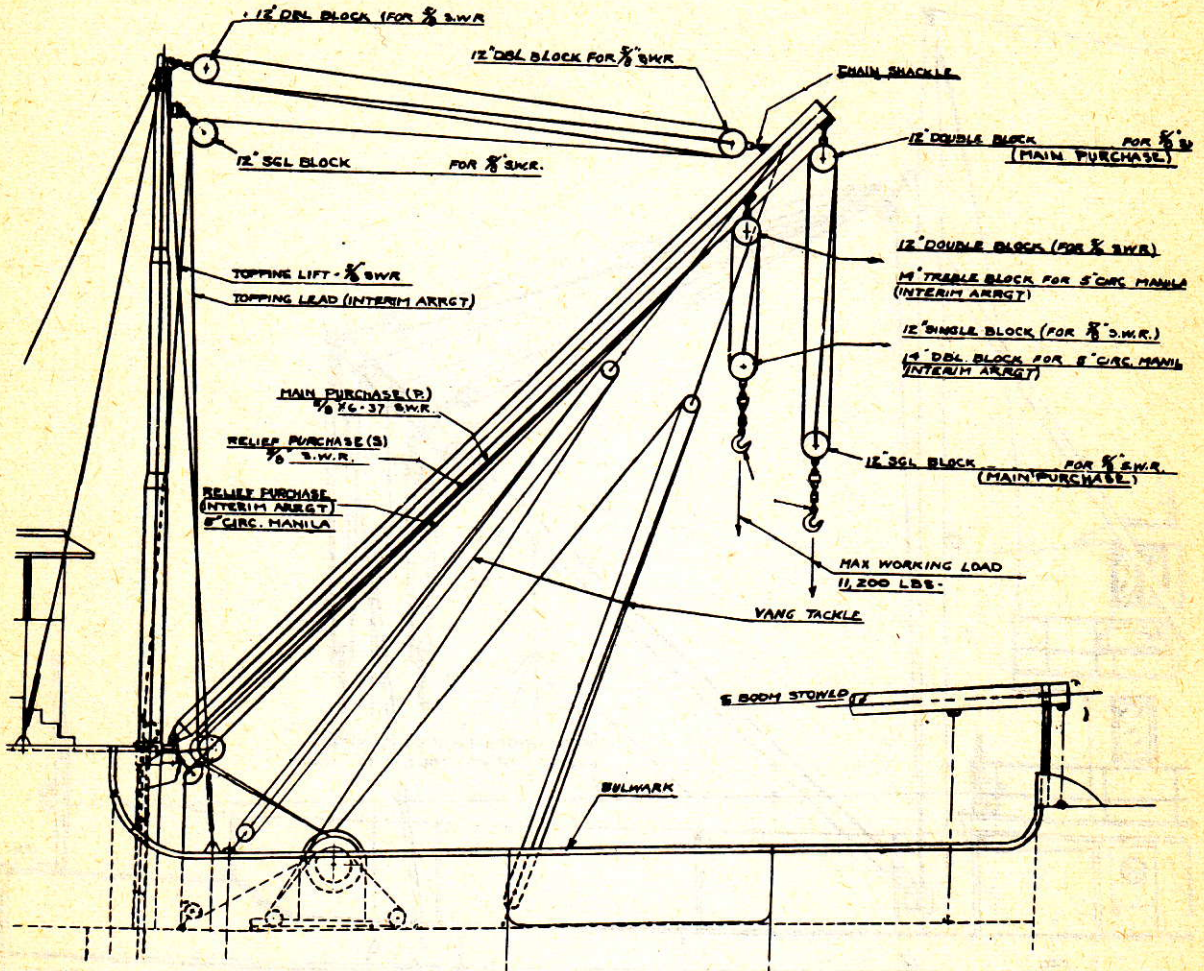 12" DBL BLOCK (FOR 5/8 S.W.R
12" DBL BLOCK FOR 5/8" SWR
CHAIN SHACKLE
12" SGL BLOCK FOR 5/8" S.W.R.
12" DOUBLE BLOCK FOR 5/8"
(MAIN PURCHASE)
12" DOUBLE BLOCK (FOR 5/8 SWR)
14" TREBLE BLOCK FOR 5" CIRC MANILA
(INTERIM ARRGT)
12" SINGLE BLOCK (FOR 5/8" S.W.R.)
14" DBL. BLOCK FOR 5" CIRC. MANIL
(INTERIM ARRGT)
TOPPING LIFT - 5/8" SWR
TOPPING LEAD (INTERIM ARRGT)
MAIN PURCHASE (P.)
5/8 X 6-37 S.W.R.
RELIEF PURCHASE (S)
5/8" S.W.R.
RELIEF PURCHASE
(INTERIM ARRGT)
5" CIRC. MANILA
12" SGL BLOCK FOR 5/8" S.W.R.
(MAIN PURCHASE)
MAX WORKING LOAD
11,200 LBS.
VANG TACKLE
BOOM STOWED
BULWARK